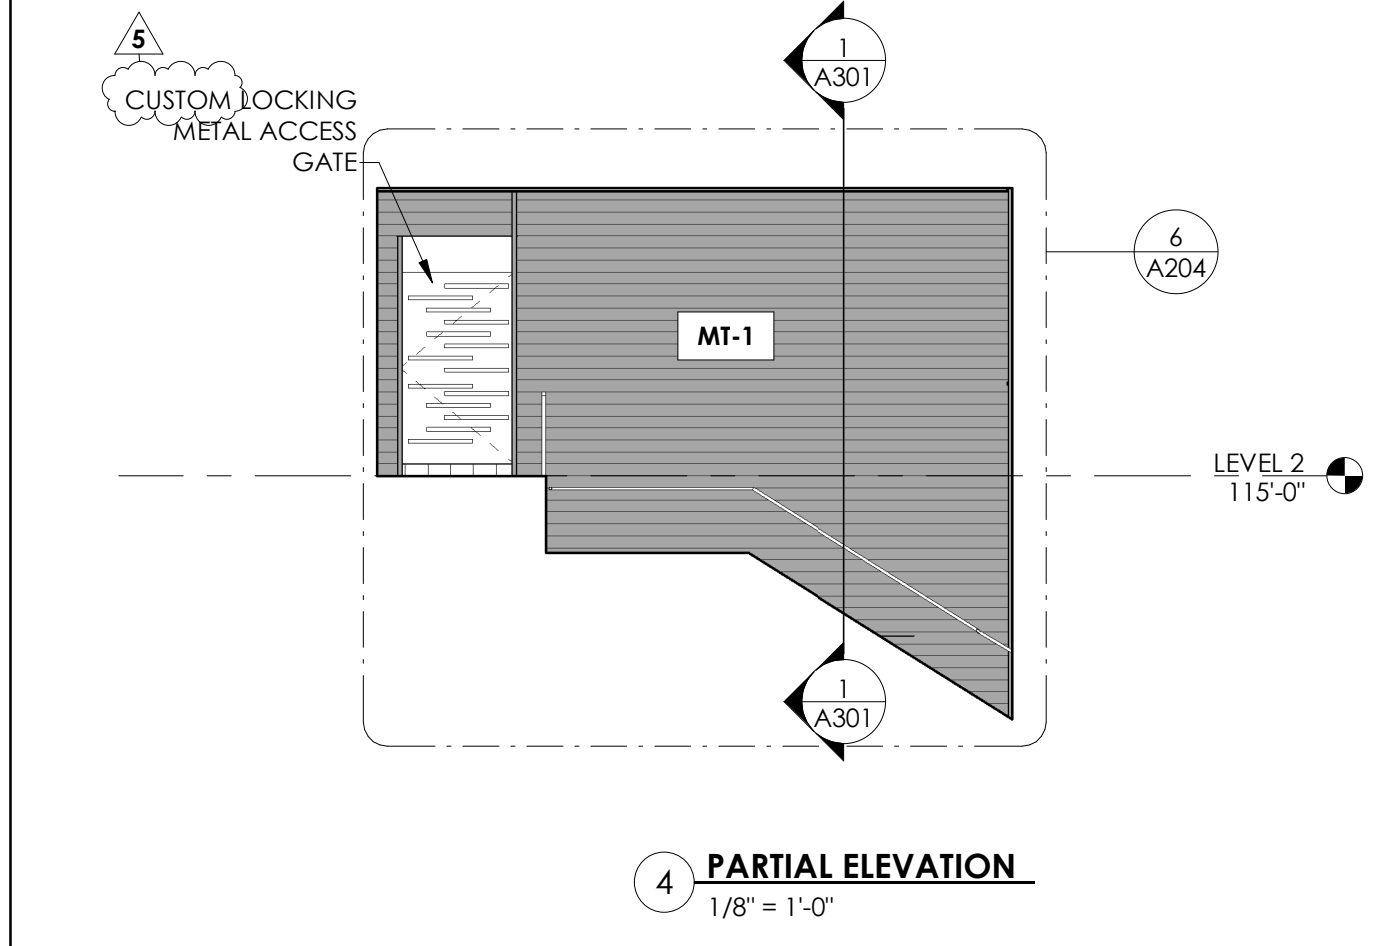 5
CUSTOM LOCKING
METAL ACCESS
GATE
1
A301
6
A204
MT-1
LEVEL 2
115'-0"
1
A301
4
PARTIAL ELEVATION
1/8" = 1'-0"